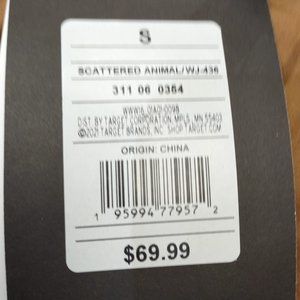 S
SCATTERED ANIMAL/WJ-436
311 06 0364
DIST. BY TARGET CORPORATION, MPLS, MN 55403
©2021 TARGET BRANDS, INC. SHOP TARGET.COM
ORIGIN: CHINA
1 95994 77957 2
$69.99